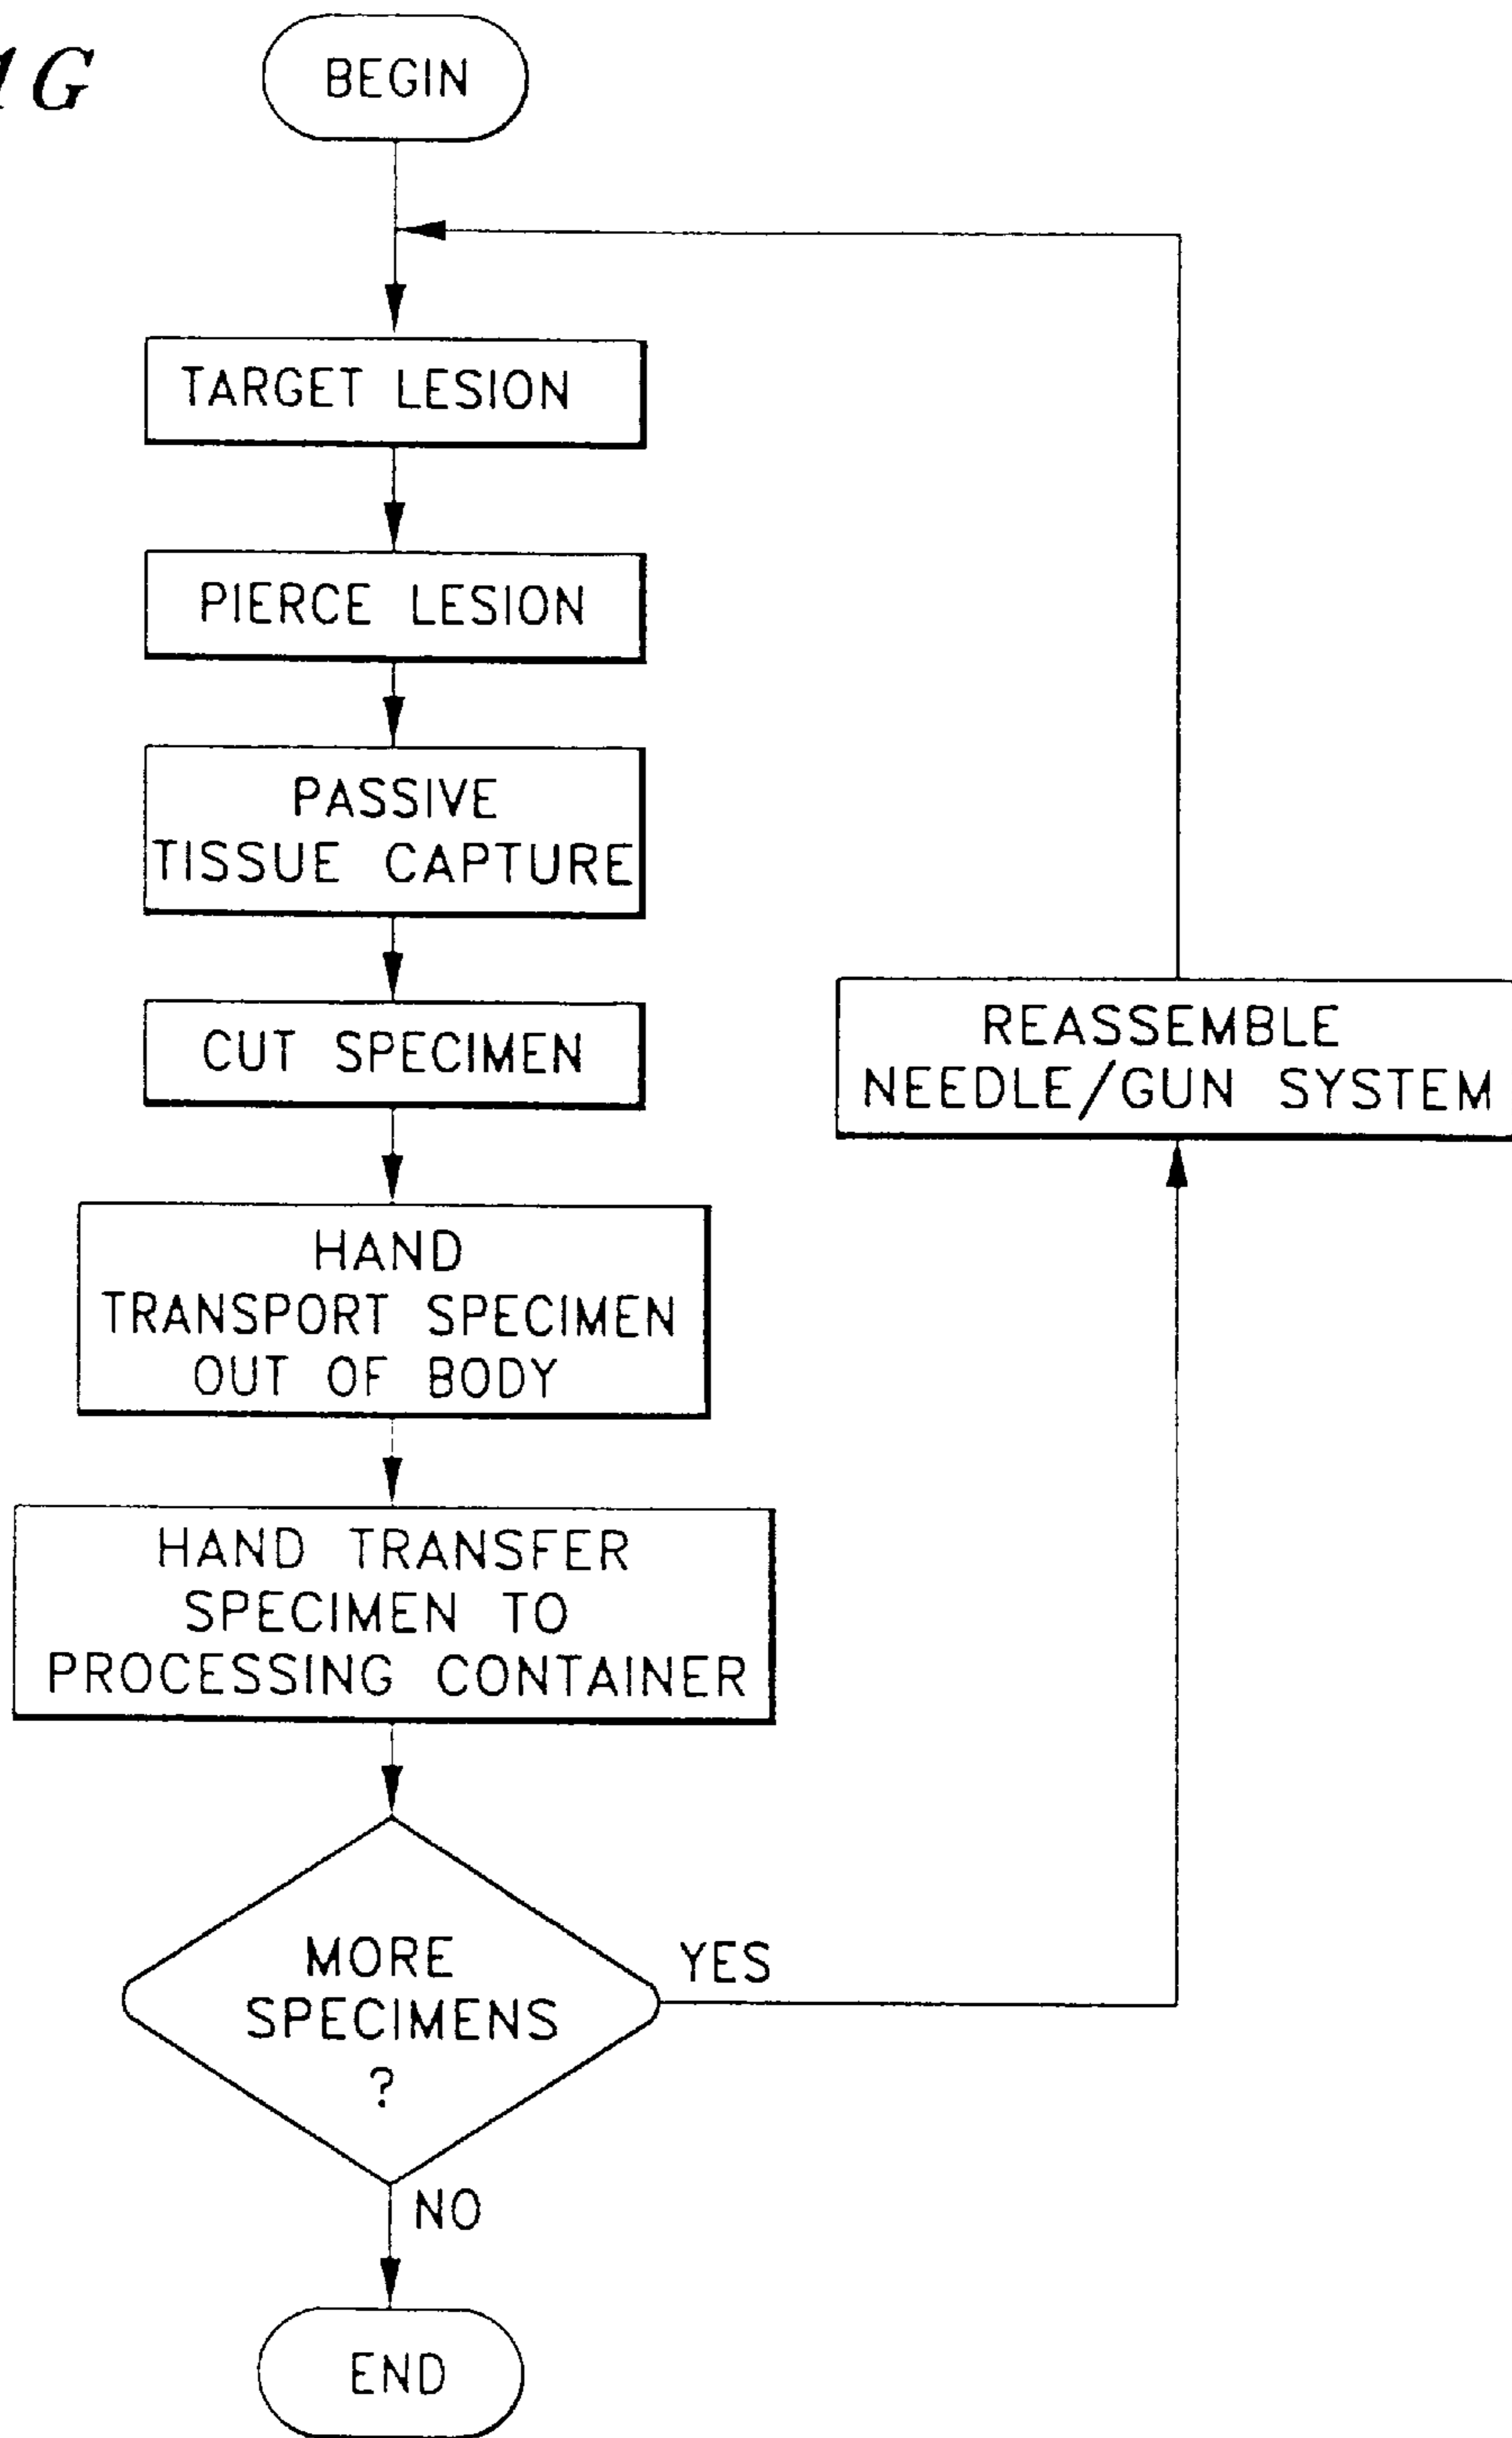 1G
BEGIN
TARGET LESION
PIERCE LESION
PASSIVE
TISSUE CAPTURE
CUT SPECIMEN
REASSEMBLE
NEEDLE/GUN SYSTEM
HAND
TRANSPORT SPECIMEN
OUT OF BODY
HAND TRANSFER
SPECIMEN TO
PROCESSING CONTAINER
MORE
SPECIMENS
?
YES
NO
END